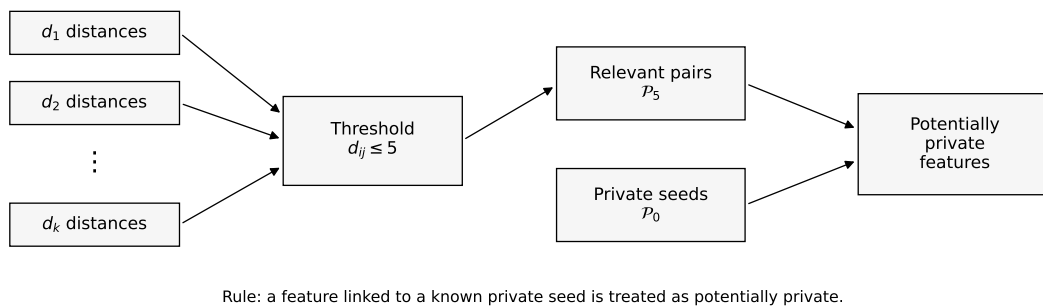 d₁ distances
d₂ distances
⋮
dₖ distances
Threshold
dᵢⱼ ≤ 5
Relevant pairs
𝒫₅
Private seeds
𝒫₀
Potentially
private
features
Rule: a feature linked to a known private seed is treated as potentially private.